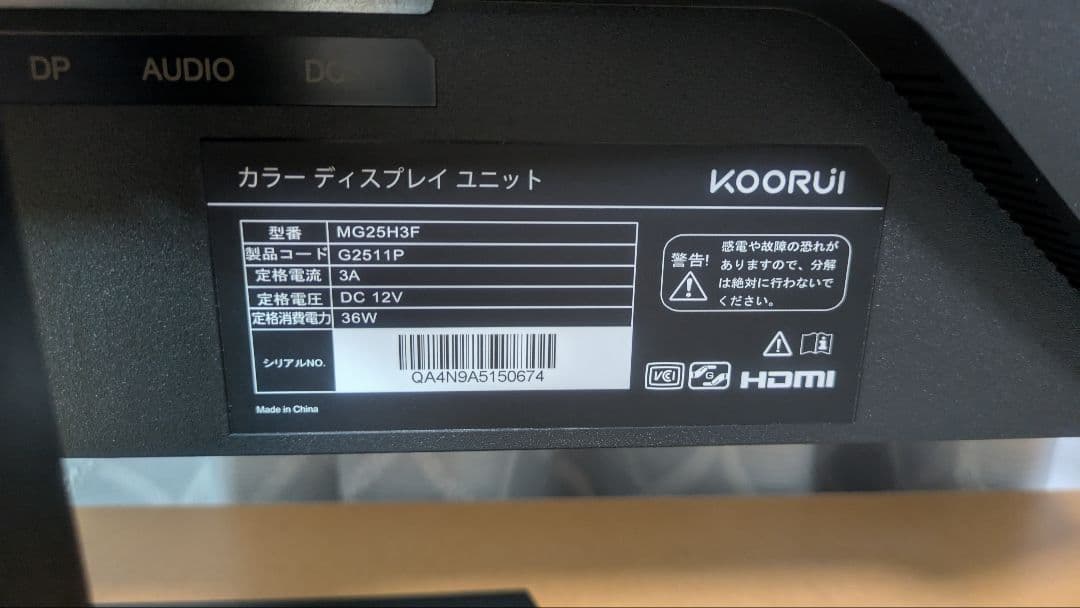 DP AUDIO DC
カラー ディスプレイ ユニット
KOORUI
型番 MG25H3F
製品コード G2511P
定格電流 3A
定格電圧 DC 12V
定格消費電力 36W
シリアルNO. QA4N9A5150674
Made in China
警告!
感電や故障の恐れが
ありますので、分解
は絶対に行わないで
ください。
VCCI
G
HDMI